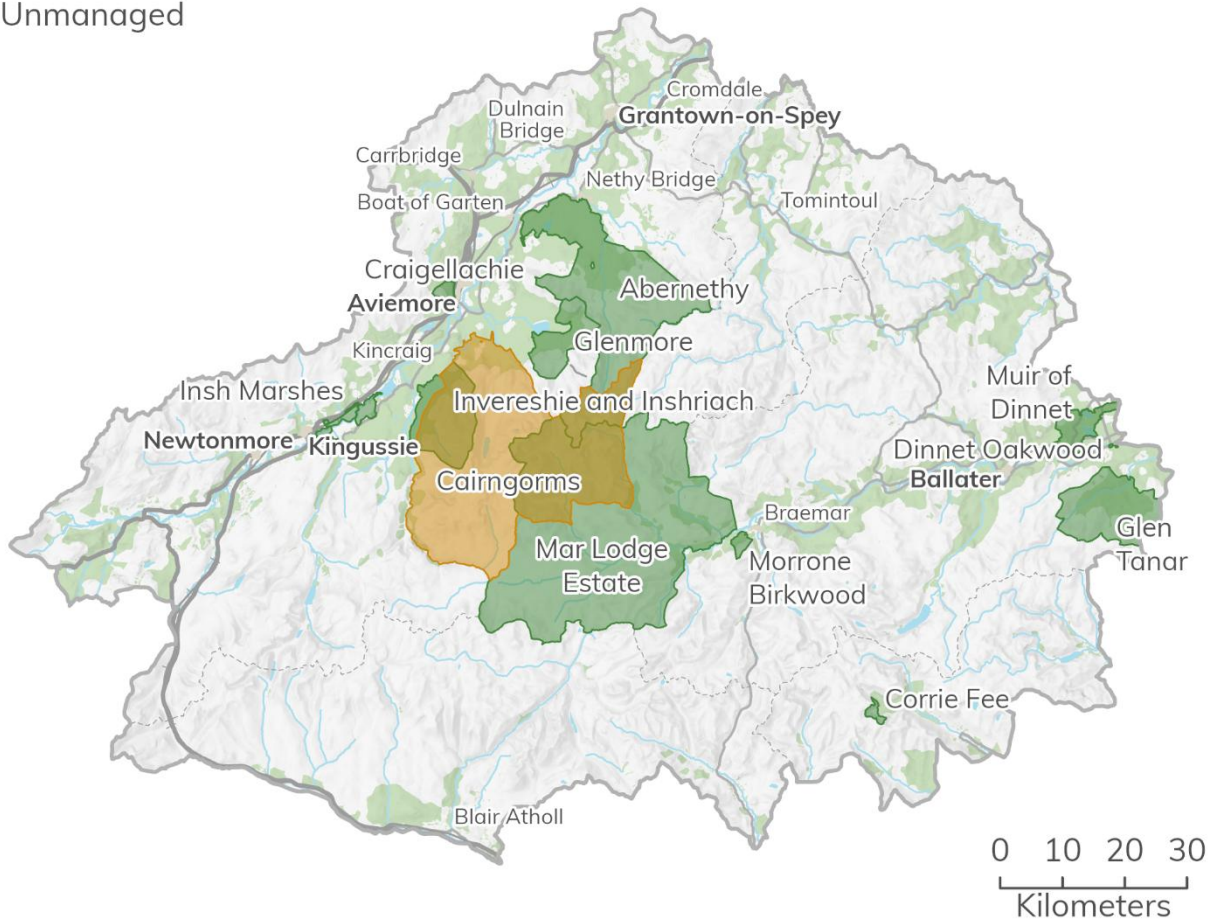 Unmanaged
Cromdale
Dulnain
Bridge
Grantown-on-Spey
Carrbridge
Nethy Bridge
Boat of Garten
Tomintoul
Craigellachie
Abernethy
Aviemore
Glenmore
Kincraig
Insh Marshes
Invereshie and Inshriach
Muir of
Dinnet
Newtonmore
Kingussie
Dinnet Oakwood
Cairngorms
Ballater
Braemar
Glen
Tanar
Mar Lodge
Estate
Morrone
Birkwood
Corrie Fee
Blair Atholl
0 10 20 30
Kilometers